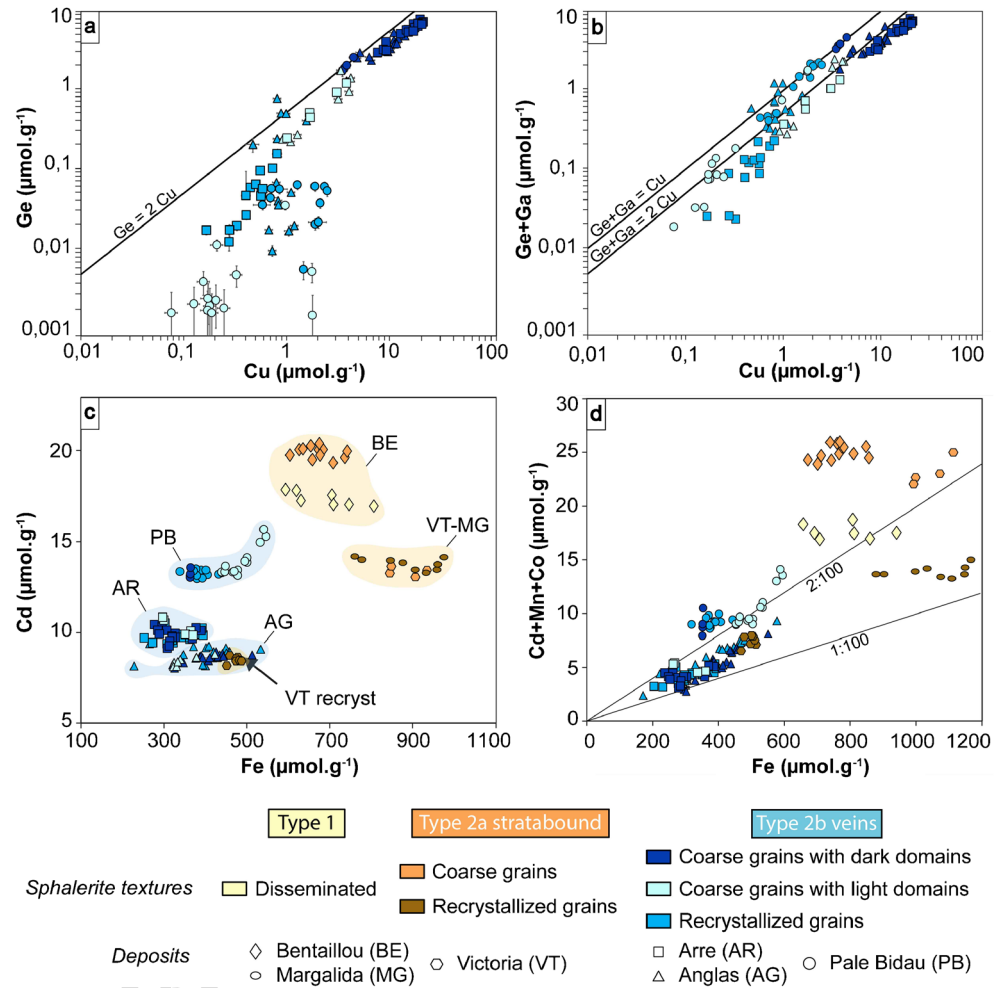 a
Ge (µmol.g⁻¹)
10
1
0,1
0,01
0,001
Ge = 2 Cu
0,01
0,1
1
10
100
Cu (µmol.g⁻¹)
b
Ge+Ga (µmol.g⁻¹)
10
1
0,1
0,01
0,001
Ge+Ga = Cu
Ge+Ga = 2 Cu
0,01
0,1
1
10
100
Cu (µmol.g⁻¹)
c
Cd (µmol.g⁻¹)
20
15
10
5
BE
PB
VT-MG
AR
AG
VT recryst
100
300
500
700
900
1100
Fe (µmol.g⁻¹)
d
Cd+Mn+Co (µmol.g⁻¹)
30
25
20
15
10
5
0
2:100
1:100
0
200
400
600
800
1000
1200
Fe (µmol.g⁻¹)
Type 1
Type 2a stratabound
Type 2b veins
Sphalerite textures
Disseminated
Coarse grains
Recrystallized grains
Coarse grains with dark domains
Coarse grains with light domains
Recrystallized grains
Deposits
Bentaillou (BE)
Margalida (MG)
Victoria (VT)
Arre (AR)
Anglas (AG)
Pale Bidau (PB)